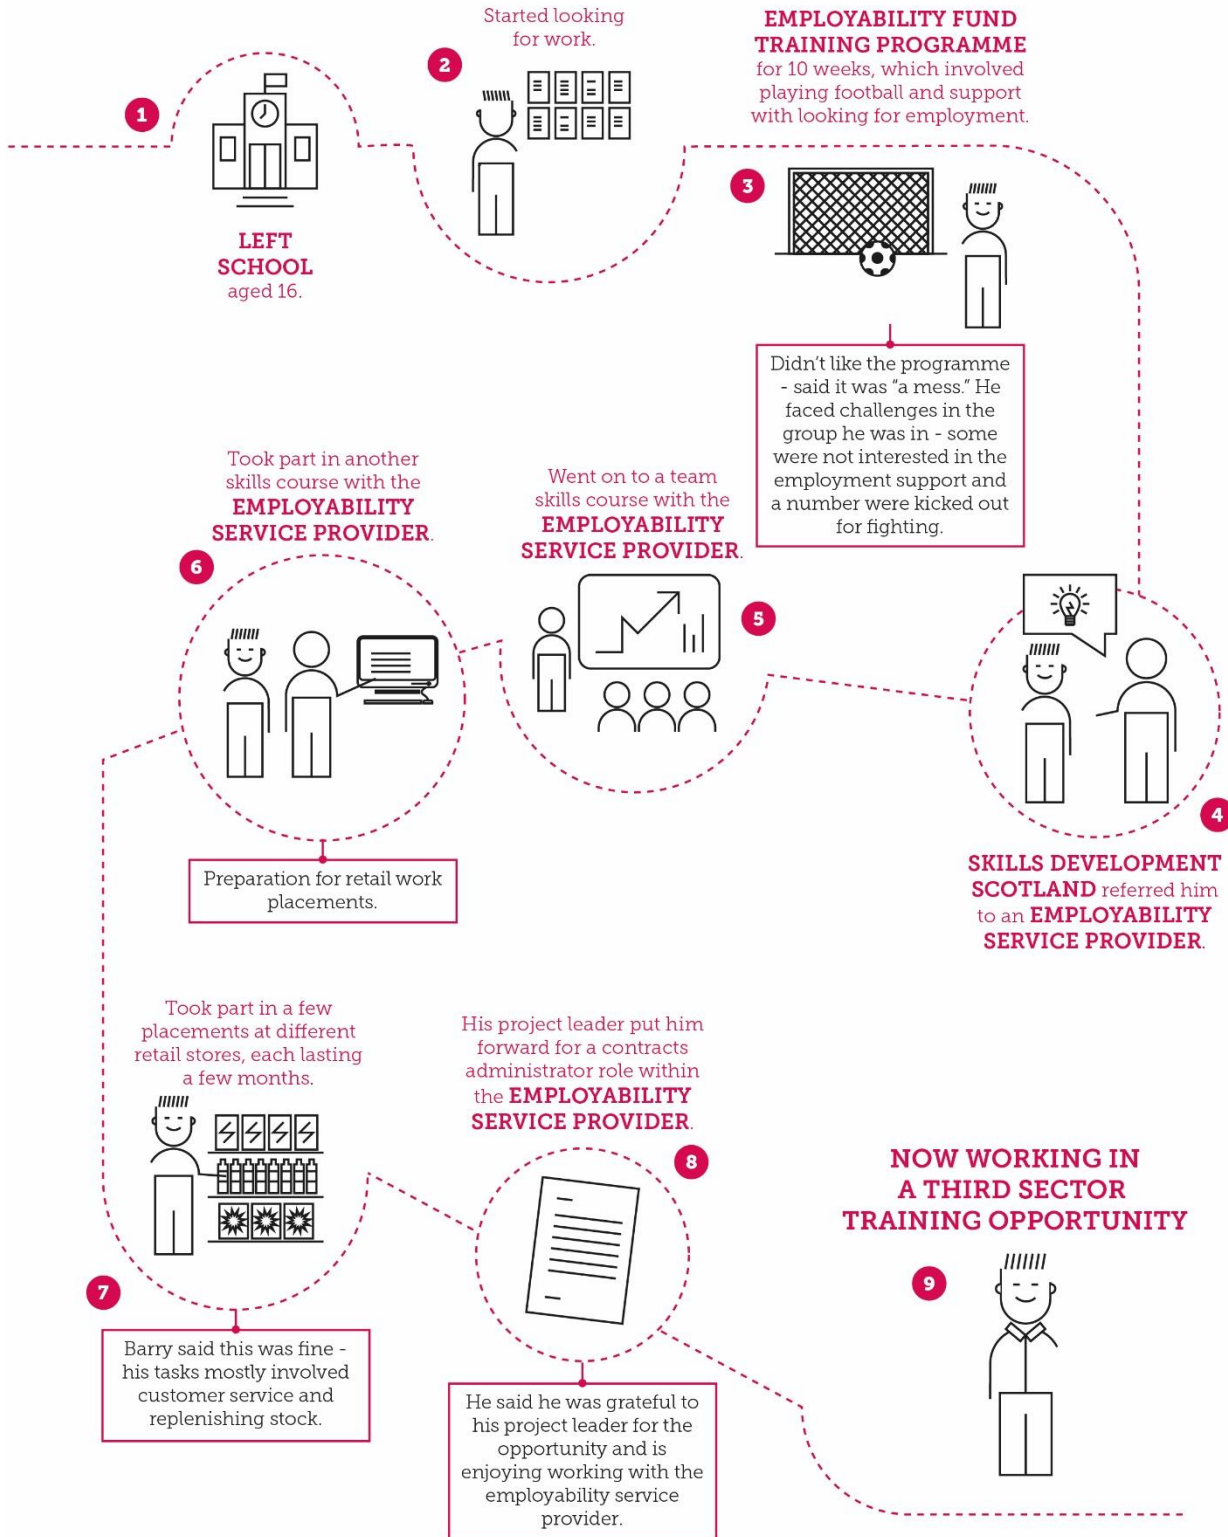 1
LEFT
SCHOOL
aged 16.
Started looking
for work.
2
EMPLOYABILITY FUND
TRAINING PROGRAMME
for 10 weeks, which involved
playing football and support
with looking for employment.
3
Didn’t like the programme
- said it was “a mess.” He
faced challenges in the
group he was in - some
were not interested in the
employment support and
a number were kicked out
for fighting.
4
SKILLS DEVELOPMENT
SCOTLAND referred him
to an EMPLOYABILITY
SERVICE PROVIDER.
Went on to a team
skills course with the
EMPLOYABILITY
SERVICE PROVIDER.
5
Took part in another
skills course with the
EMPLOYABILITY
SERVICE PROVIDER.
6
Preparation for retail work
placements.
Took part in a few
placements at different
retail stores, each lasting
a few months.
7
Barry said this was fine -
his tasks mostly involved
customer service and
replenishing stock.
His project leader put him
forward for a contracts
administrator role within
the EMPLOYABILITY
SERVICE PROVIDER.
8
He said he was grateful to
his project leader for the
opportunity and is
enjoying working with the
employability service
provider.
NOW WORKING IN
A THIRD SECTOR
TRAINING OPPORTUNITY
9